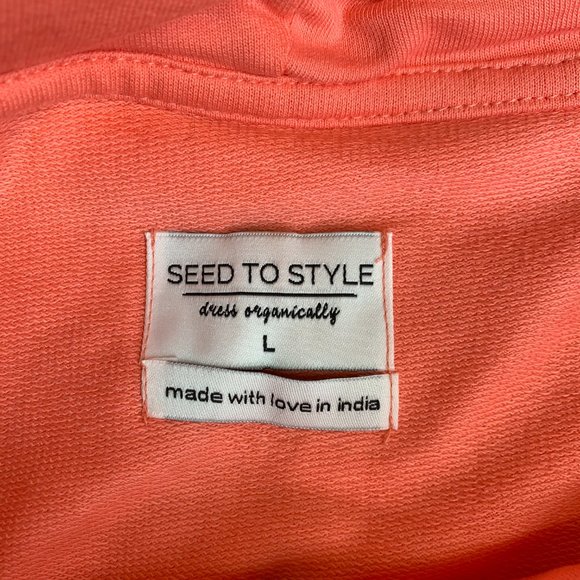 SEED TO STYLE
dress organically
L
made with love in india